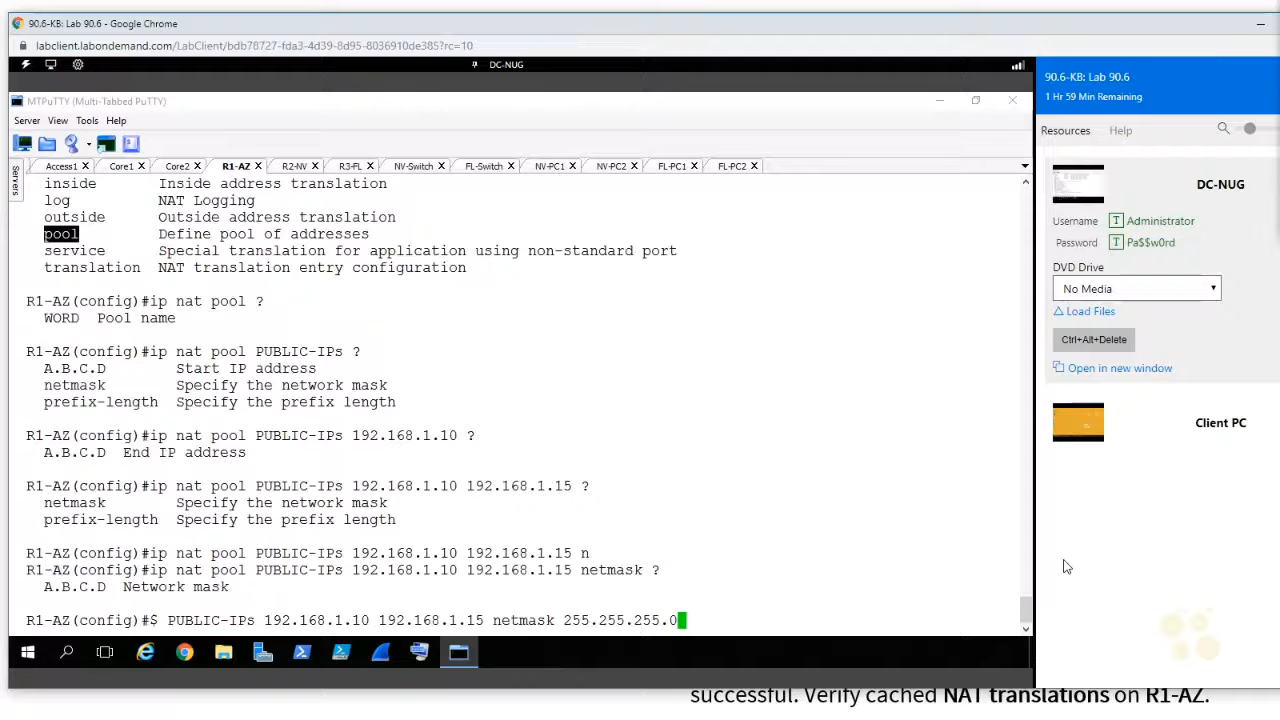 90.6-KB: Lab 90.6 - Google Chrome
labclient.labondemand.com/LabClient/bdb78727-fda3-4d39-8d95-8036910de385?rc=10
DC-NUG
MTPuTTY (Multi-Tabbed PuTTY)
Server View Tools Help
Access1 Core1 Core2 R1-AZ R2-NV R3-FL NV-Switch FL-Switch NV-PC1 NV-PC2 FL-PC1 FL-PC2
Servers
inside Inside address translation
log NAT Logging
outside Outside address translation
pool Define pool of addresses
service Special translation for application using non-standard port
translation NAT translation entry configuration
R1-AZ(config)#ip nat pool ?
WORD Pool name
R1-AZ(config)#ip nat pool PUBLIC-IPs ?
A.B.C.D Start IP address
netmask Specify the network mask
prefix-length Specify the prefix length
R1-AZ(config)#ip nat pool PUBLIC-IPs 192.168.1.10 ?
A.B.C.D End IP address
R1-AZ(config)#ip nat pool PUBLIC-IPs 192.168.1.10 192.168.1.15 ?
netmask Specify the network mask
prefix-length Specify the prefix length
R1-AZ(config)#ip nat pool PUBLIC-IPs 192.168.1.10 192.168.1.15 n
R1-AZ(config)#ip nat pool PUBLIC-IPs 192.168.1.10 192.168.1.15 netmask ?
A.B.C.D Network mask
R1-AZ(config)#$ PUBLIC-IPs 192.168.1.10 192.168.1.15 netmask 255.255.255.0
90.6-KB: Lab 90.6
1 Hr 59 Min Remaining
Resources Help
DC-NUG
Username T Administrator
Password T Pa$$w0rd
DVD Drive
No Media
Load Files
Ctrl+Alt+Delete
Open in new window
Client PC
successful. Verify cached NAT translations on R1-AZ.